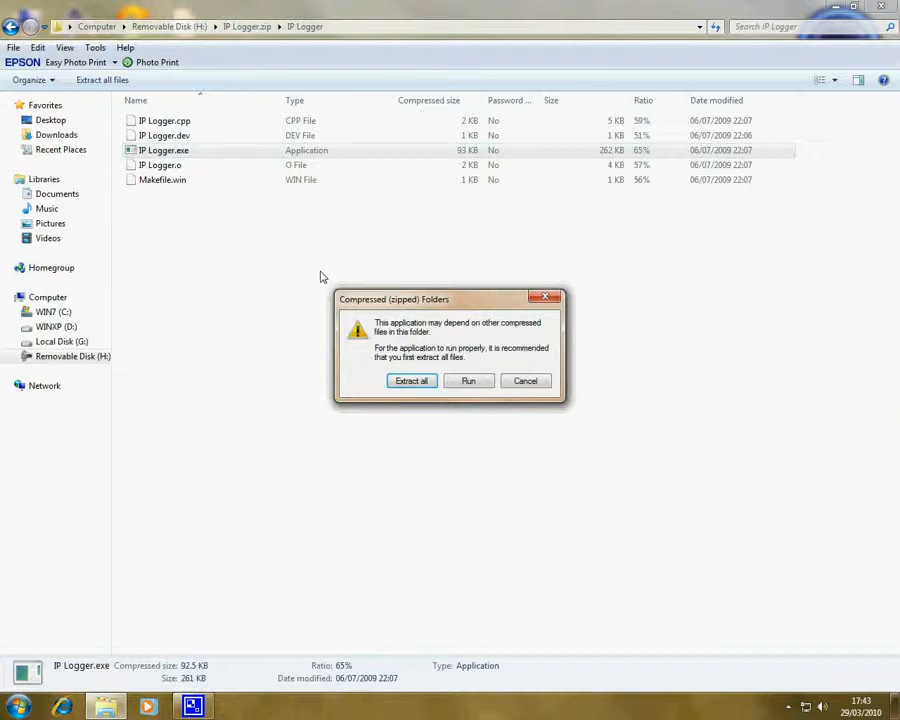 Computer ▸ Removable Disk (H:) ▸ IP Logger.zip ▸ IP Logger
Search IP Logger
File Edit View Tools Help
EPSON Easy Photo Print Photo Print
Organize Extract all files
Name Type Compressed size Password ... Size Ratio Date modified
IP Logger.cpp CPP File 2 KB No 5 KB 59% 06/07/2009 22:07
IP Logger.dev DEV File 1 KB No 1 KB 51% 06/07/2009 22:06
IP Logger.exe Application 93 KB No 262 KB 65% 06/07/2009 22:07
IP Logger.o O File 2 KB No 4 KB 57% 06/07/2009 22:07
Makefile.win WIN File 1 KB No 1 KB 56% 06/07/2009 22:07
Favorites
Desktop
Downloads
Recent Places
Libraries
Documents
Music
Pictures
Videos
Homegroup
Computer
WIN7 (C:)
WINXP (D:)
Local Disk (G:)
Removable Disk (H:)
Network
Compressed (zipped) Folders
This application may depend on other compressed
files in this folder.
For the application to run properly, it is recommended
that you first extract all files.
Extract all Run Cancel
IP Logger.exe Compressed size: 92.5 KB Ratio: 65% Type: Application
Size: 261 KB Date modified: 06/07/2009 22:07
17:43
29/03/2010